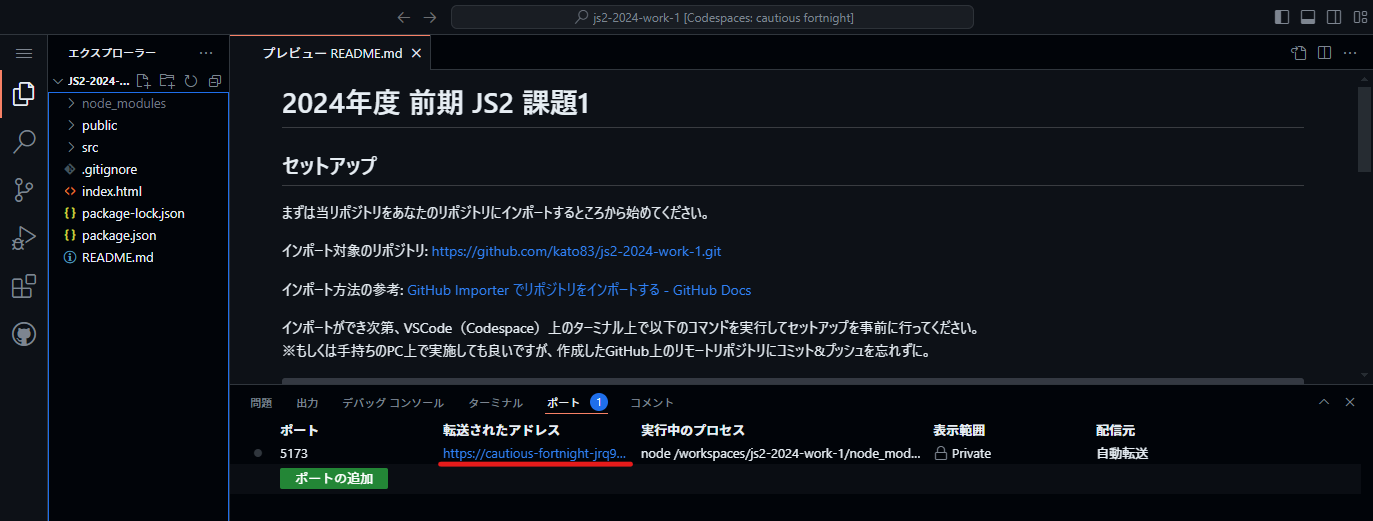 js2-2024-work-1 [Codespaces: cautious fortnight]
エクスプローラー
JS2-2024-...
node_modules
public
src
.gitignore
index.html
package-lock.json
package.json
README.md
プレビュー README.md
2024年度 前期 JS2 課題1
セットアップ
まずは当リポジトリをあなたのリポジトリにインポートするところから始めてください。
インポート対象のリポジトリ: https://github.com/kato83/js2-2024-work-1.git
インポート方法の参考: GitHub Importer でリポジトリをインポートする - GitHub Docs
インポートができ次第、VSCode（Codespace）上のターミナル上で以下のコマンドを実行してセットアップを事前に行ってください。
※もしくは手持ちのPC上で実施しても良いですが、作成したGitHub上のリモートリポジトリにコミット&プッシュを忘れずに。
問題 出力 デバッグ コンソール ターミナル ポート 1 コメント
ポート 転送されたアドレス 実行中のプロセス 表示範囲 配信元
5173 https://cautious-fortnight-jrq9... node /workspaces/js2-2024-work-1/node_mod... Private 自動転送
ポートの追加